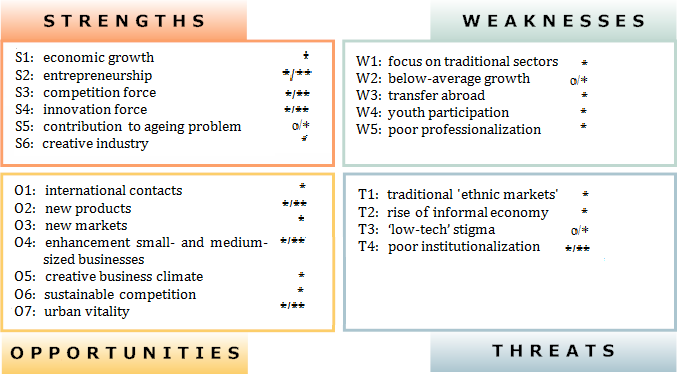 STRENGTHS
S1: economic growth *
S2: entrepreneurship */**
S3: competition force */**
S4: innovation force */**
S5: contribution to ageing problem o/*
S6: creative industry *
WEAKNESSES
W1: focus on traditional sectors *
W2: below-average growth o/*
W3: transfer abroad *
W4: youth participation *
W5: poor professionalization *
O1: international contacts *
O2: new products */**
O3: new markets *
O4: enhancement small- and medium- */**
sized businesses
O5: creative business climate *
O6: sustainable competition *
O7: urban vitality */**
OPPORTUNITIES
T1: traditional 'ethnic markets' *
T2: rise of informal economy *
T3: ‘low-tech’ stigma o/*
T4: poor institutionalization */**
THREATS